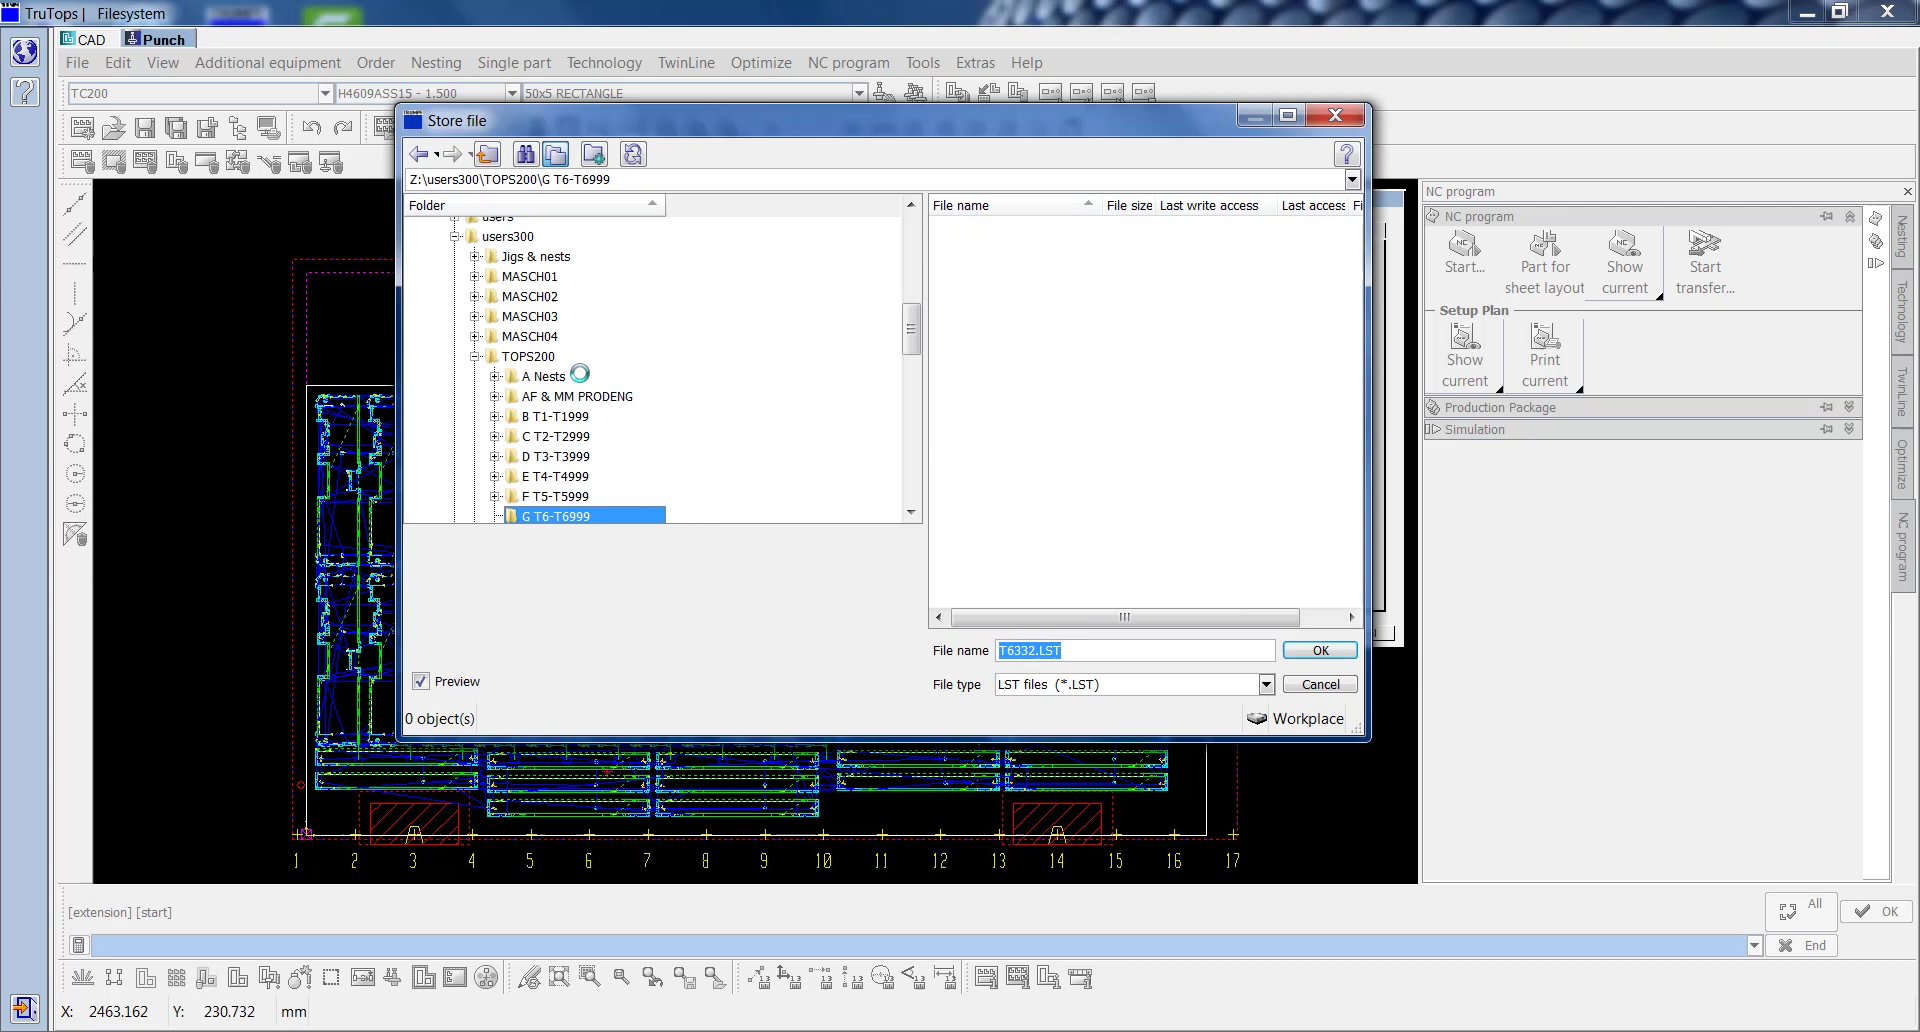 TruTops | Filesystem
CAD
Punch
File Edit View Additional equipment Order Nesting Single part Technology TwinLine Optimize NC program Tools Extras Help
TC200
H4609ASS15 - 1.500
50x5 RECTANGLE
Store file
Z:\users300\TOPS200\G T6-T6999
Folder
users
users300
Jigs & nests
MASCH01
MASCH02
MASCH03
MASCH04
TOPS200
A Nests
AF & MM PRODENG
B T1-T1999
C T2-T2999
D T3-T3999
E T4-T4999
F T5-T5999
G T6-T6999
File name File size Last write access Last access Fi
File name T6332.LST OK
File type LST files (*.LST) Cancel
Preview
0 object(s)
Workplace
NC program
NC program
Start...
Part for sheet layout
Show current
Start transfer...
Setup Plan
Show current
Print current
Production Package
Simulation
Nesting
Technology
TwinLine
Optimize
NC program
1 2 3 4 5 6 7 8 9 10 11 12 13 14 15 16 17
[extension] [start]
All
OK
End
X: 2463.162 Y: 230.732 mm